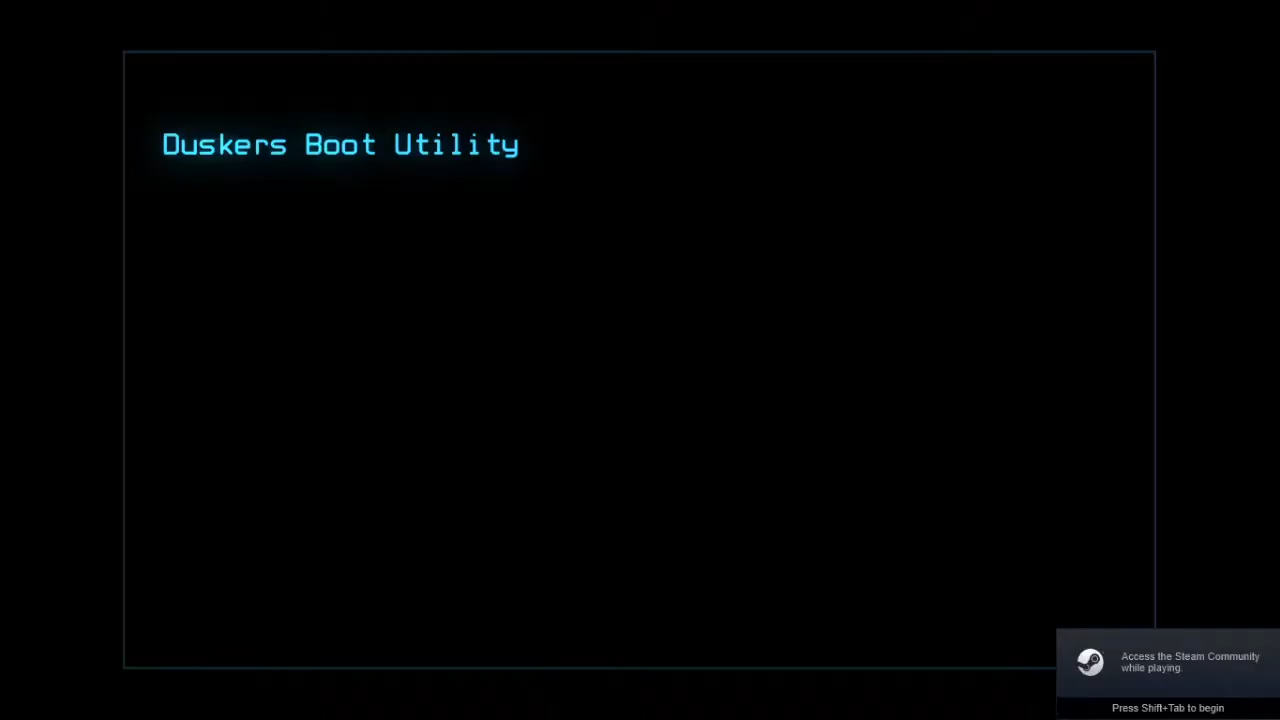 Duskers Boot Utility
Access the Steam Community
while playing.
Press Shift+Tab to begin